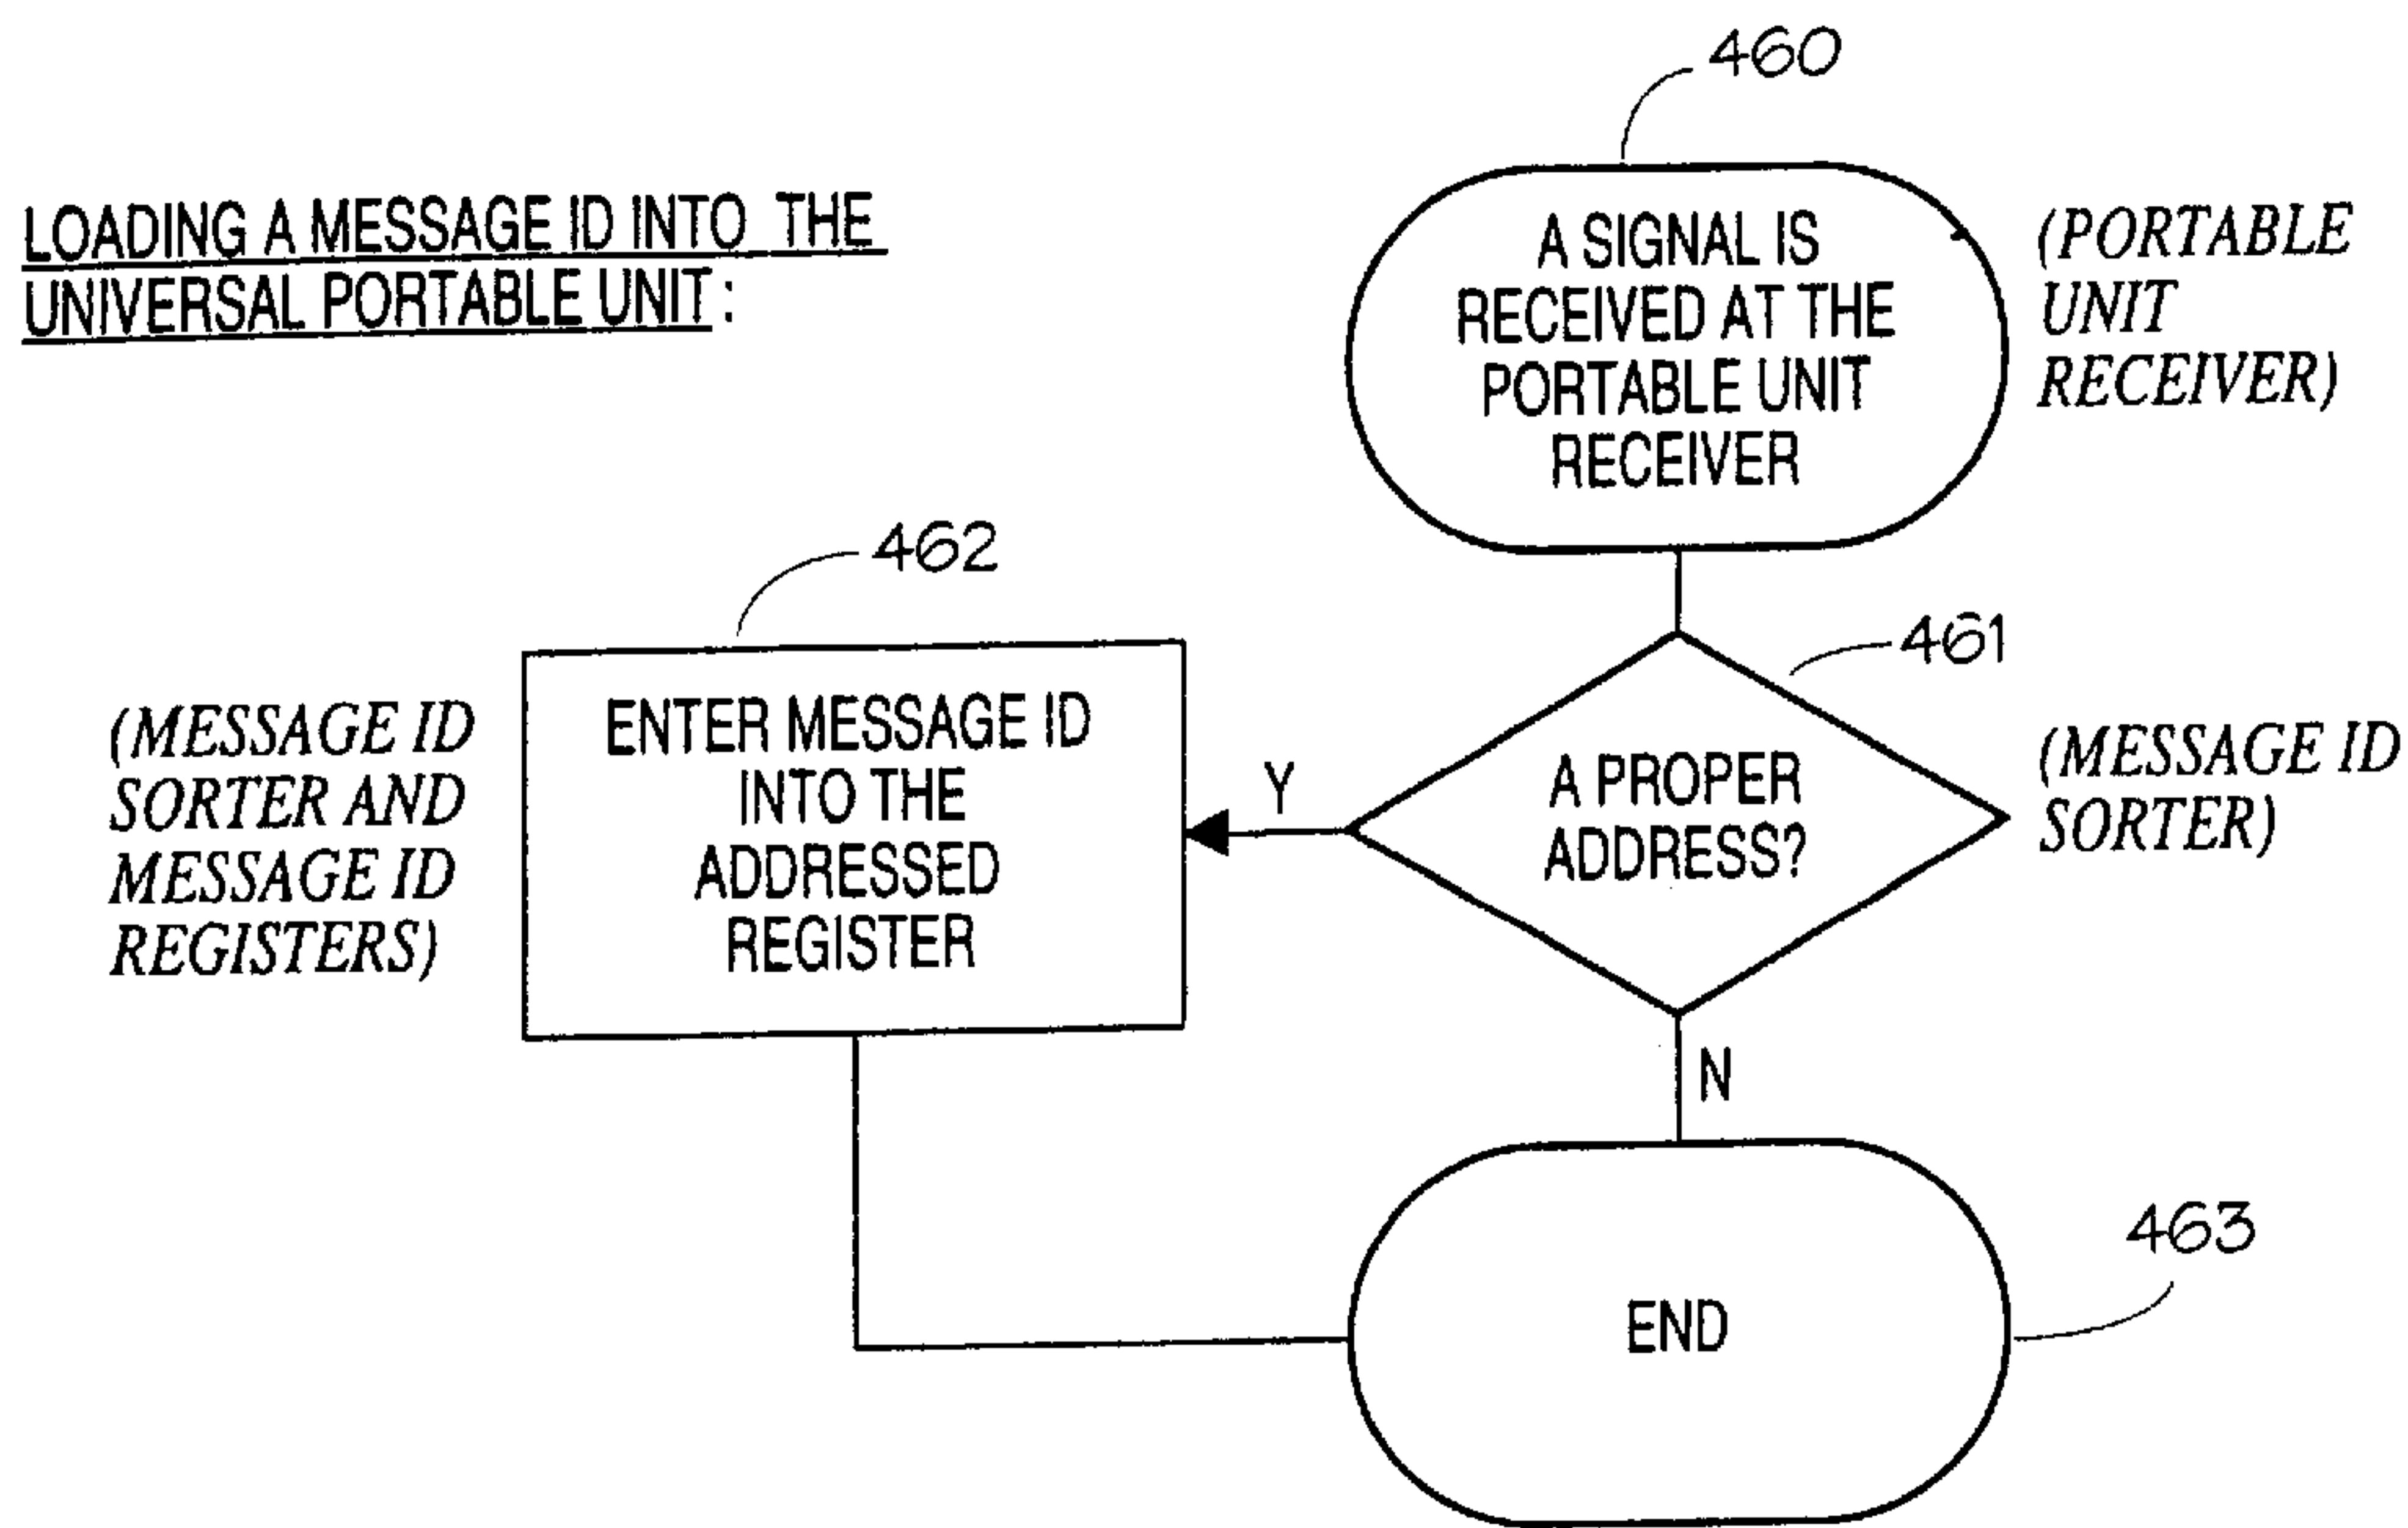 LOADING A MESSAGE ID INTO THE
UNIVERSAL PORTABLE UNIT :
460
A SIGNAL IS
RECEIVED AT THE
PORTABLE UNIT
RECEIVER
(PORTABLE
UNIT
RECEIVER)
461
A PROPER
ADDRESS?
(MESSAGE ID
SORTER)
Y
462
ENTER MESSAGE ID
INTO THE
ADDRESSED
REGISTER
(MESSAGE ID
SORTER AND
MESSAGE ID
REGISTERS)
N
463
END